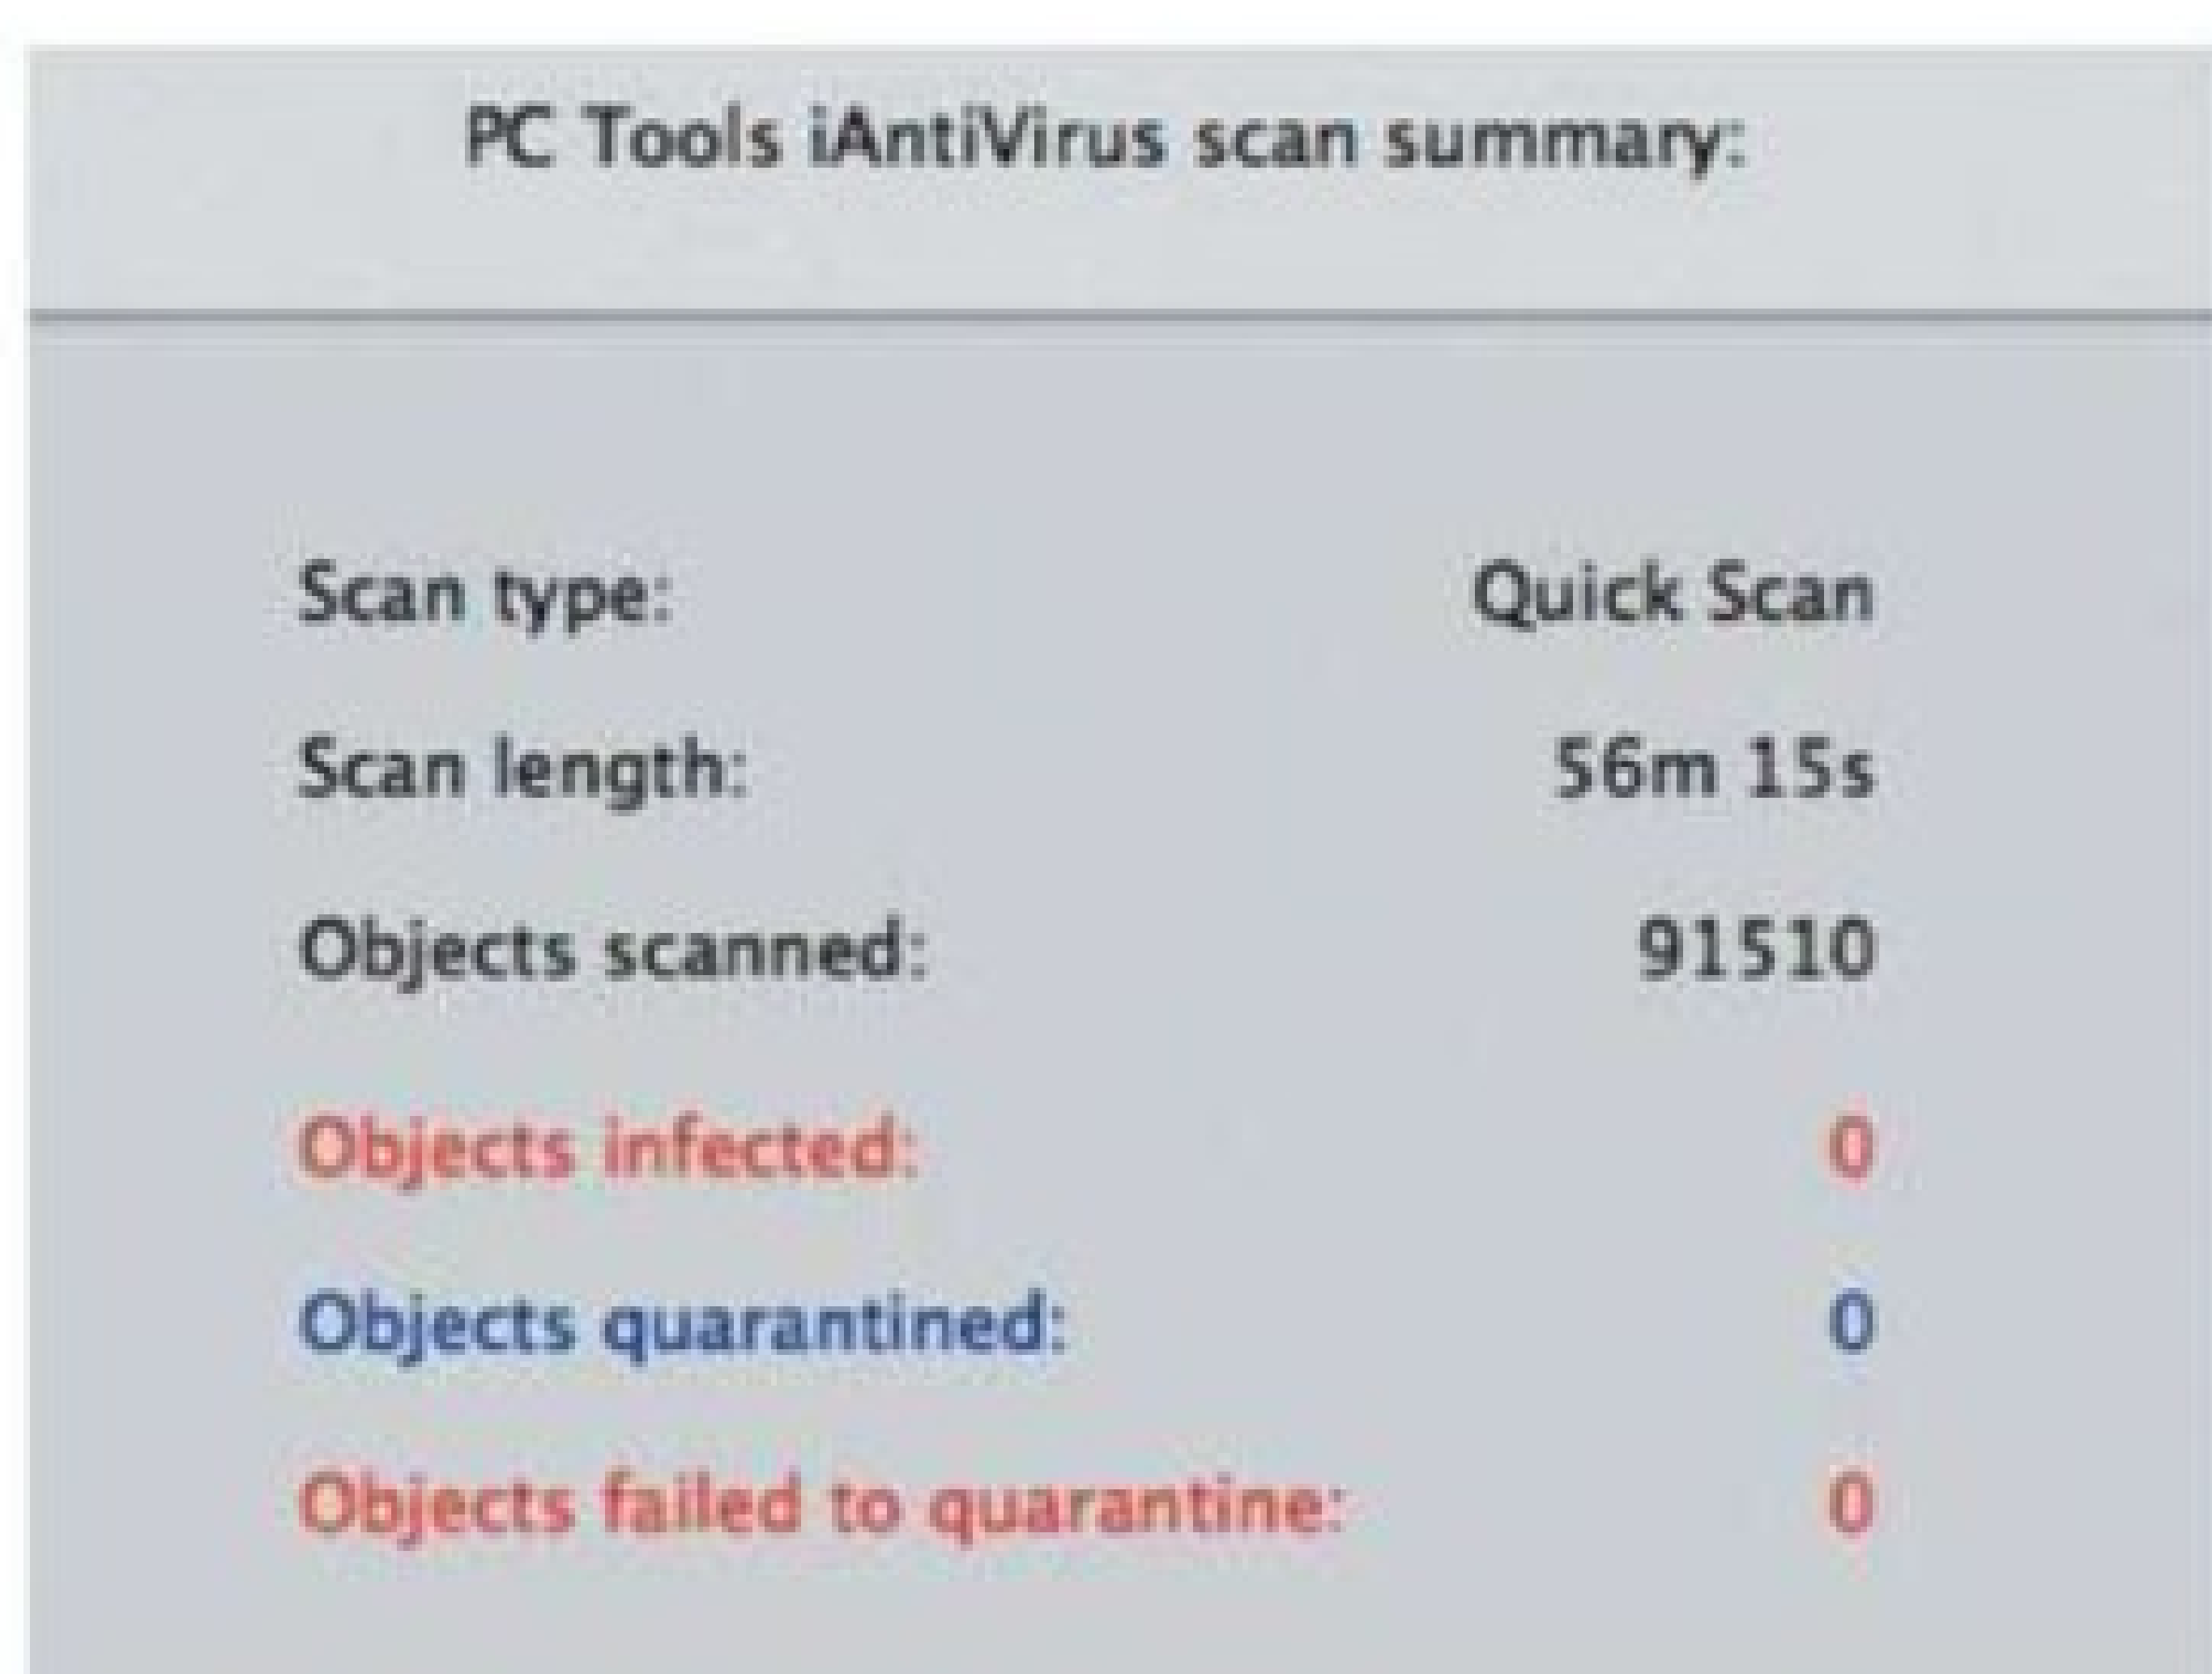 PC Tools iAntiVirus scan summary:
Scan type: Quick Scan
Scan length: 56m 15s
Objects scanned: 91510
Objects infected: 0
Objects quarantined: 0
Objects failed to quarantine: 0